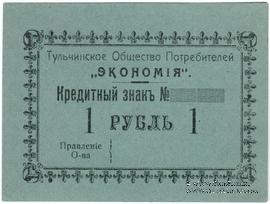 Тульчинское Общество Потребителей
„ЭКОНОМІЯ".
Кредитный знакъ №
1 РУБЛЬ 1
Правленіе
О-ва